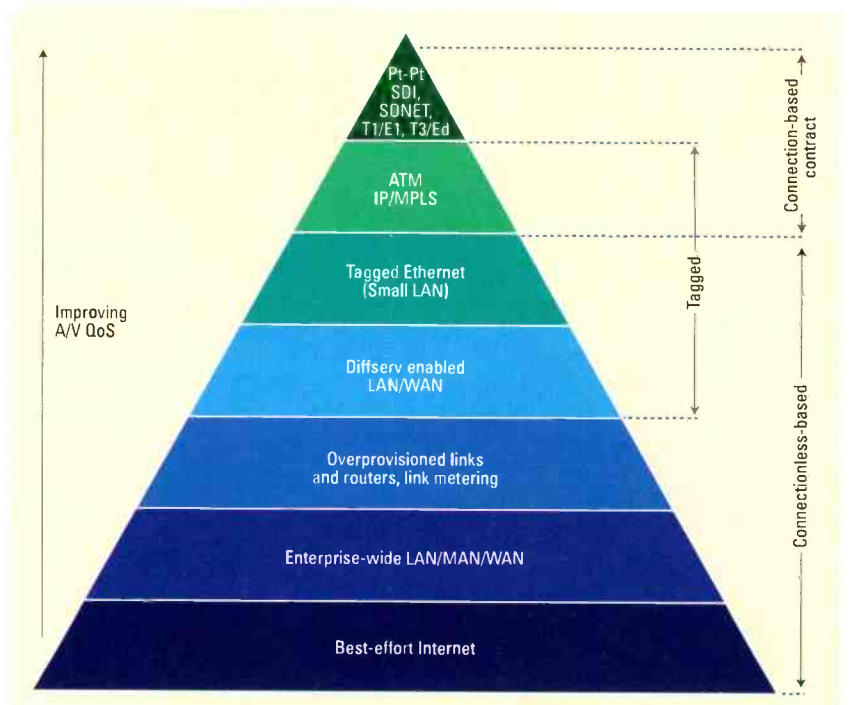 Pt-Pt
SDI,
SONET,
T1/E1, T3/Ed
ATM
IP/MPLS
Tagged Ethernet
(Small LAN)
Diffserv enabled
LAN/WAN
Overprovisioned links
and routers, link metering
Enterprise-wide LAN/MAN/WAN
Best-effort Internet
Improving
A/V QoS
Tagged
Connection-based
contract
Connectionless-based